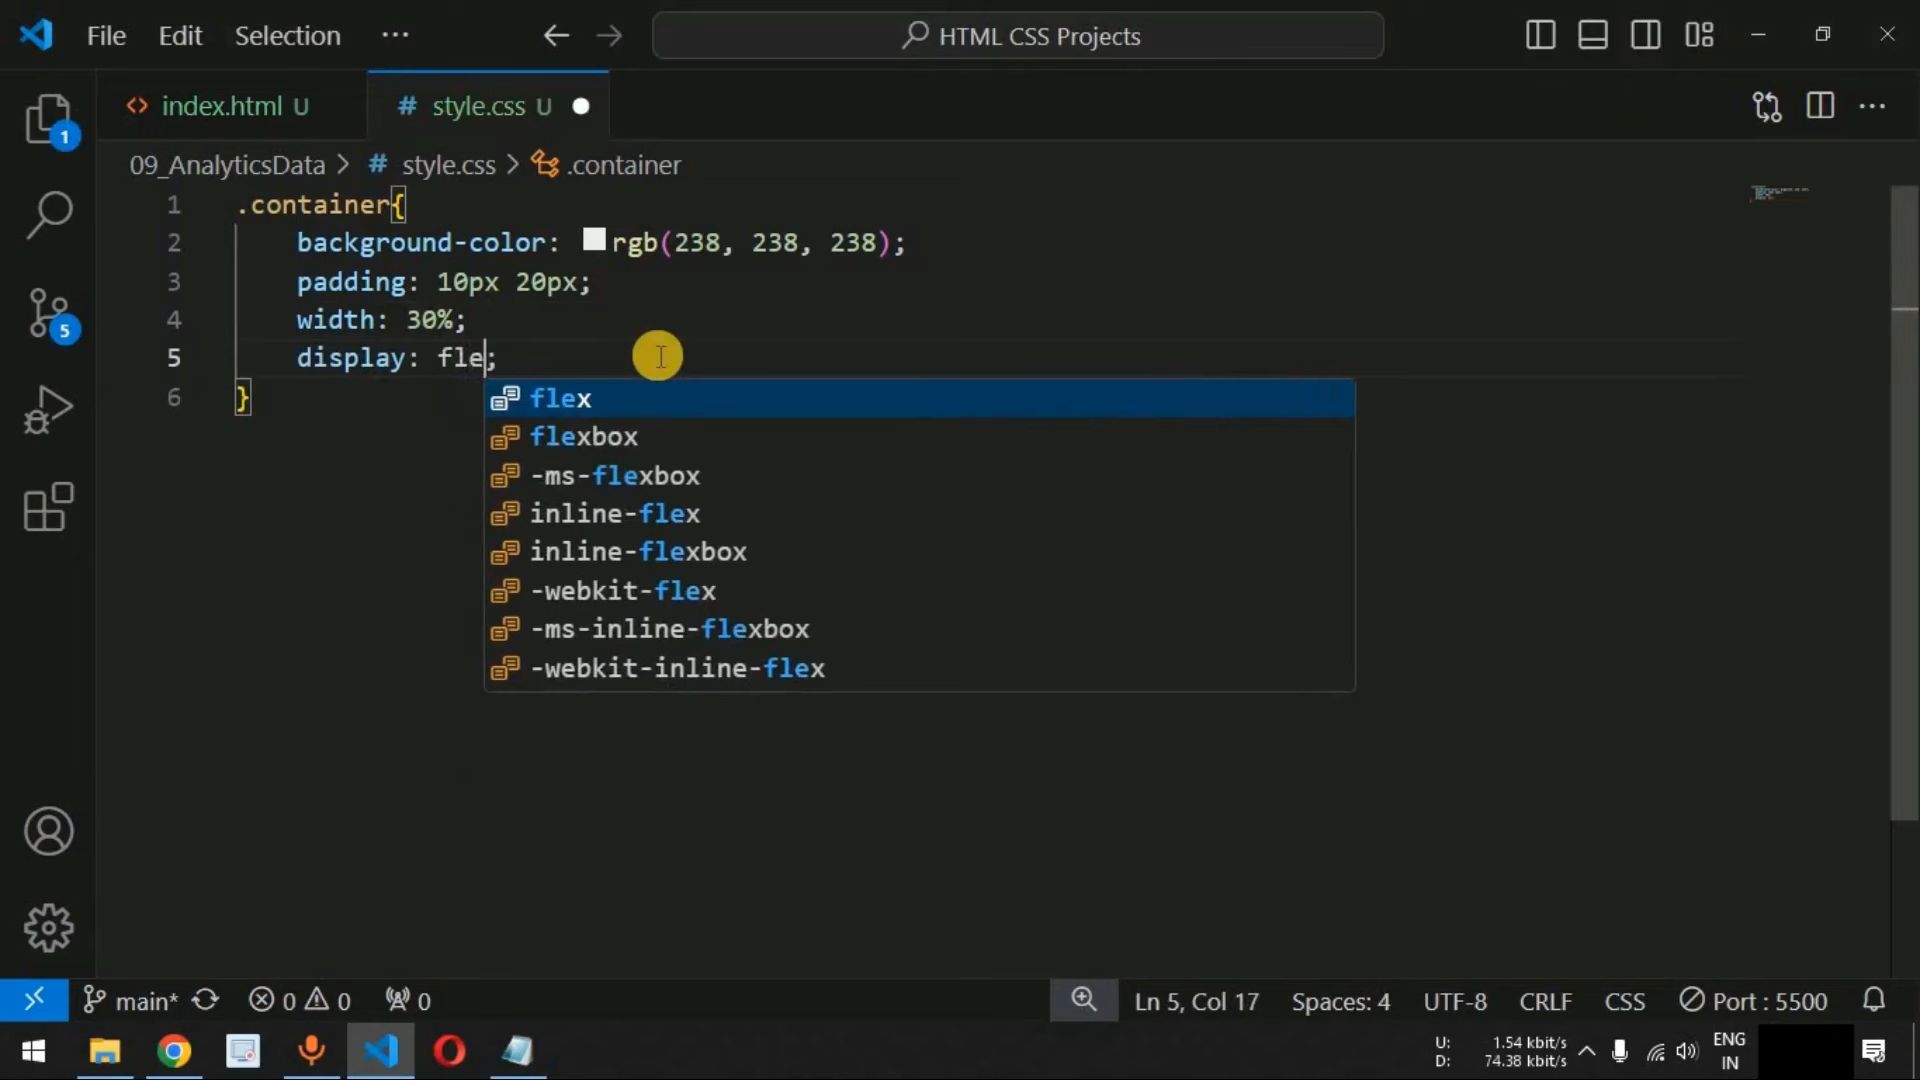 File Edit Selection ··· HTML CSS Projects
index.html U # style.css U
09_AnalyticsData > # style.css > .container
1 .container{
2 background-color: rgb(238, 238, 238);
3 padding: 10px 20px;
4 width: 30%;
5 display: fle;
6 }
flex
flexbox
-ms-flexbox
inline-flex
inline-flexbox
-webkit-flex
-ms-inline-flexbox
-webkit-inline-flex
1
5
main* 0 0 0 Ln 5, Col 17 Spaces: 4 UTF-8 CRLF CSS Port : 5500
U: 1.54 kbit/s ENG
D: 74.38 kbit/s IN